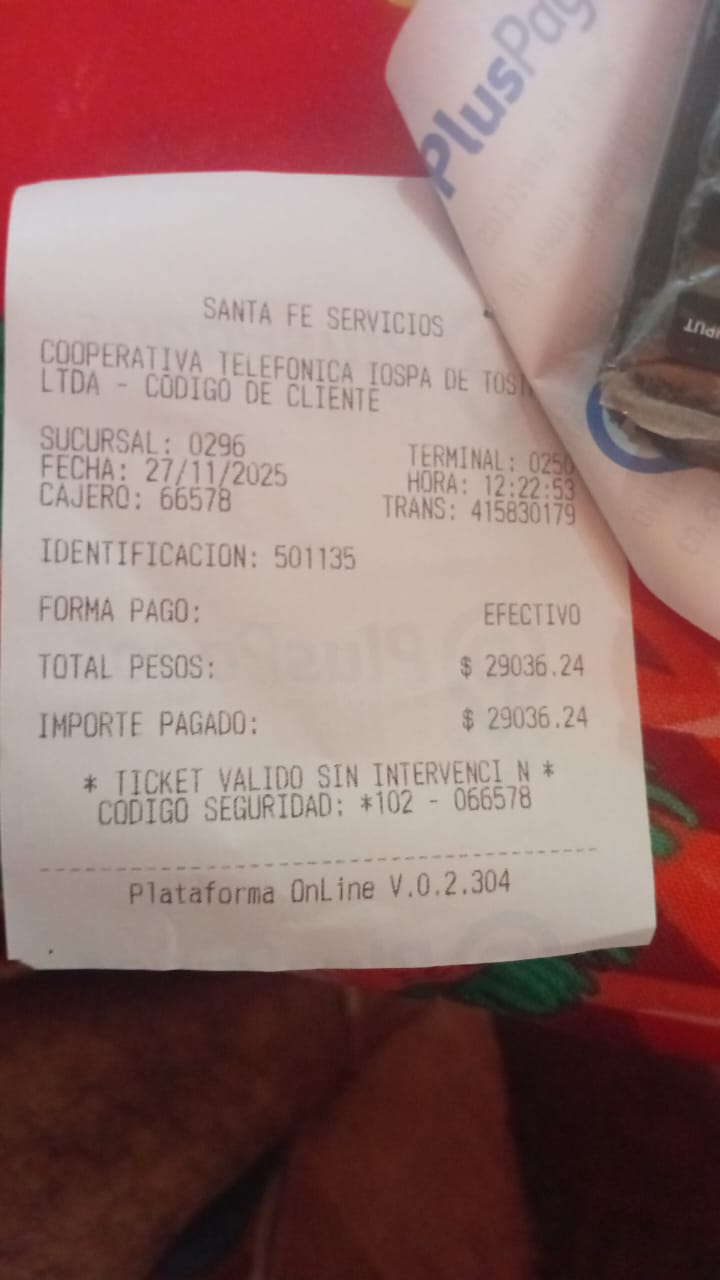 PlusPag
SANTA FE SERVICIOS
COOPERATIVA TELEFONICA IOSPA DE TOST
LTDA - CODIGO DE CLIENTE
SUCURSAL: 0296 TERMINAL: 0250
FECHA: 27/11/2025 HORA: 12:22:53
CAJERO: 66578 TRANS: 415830179
IDENTIFICACION: 501135
FORMA PAGO: EFECTIVO
TOTAL PESOS: $ 29036.24
IMPORTE PAGADO: $ 29036.24
* TICKET VALIDO SIN INTERVENCI N *
CODIGO SEGURIDAD: *102 - 066578
Plataforma OnLine V.0.2.304